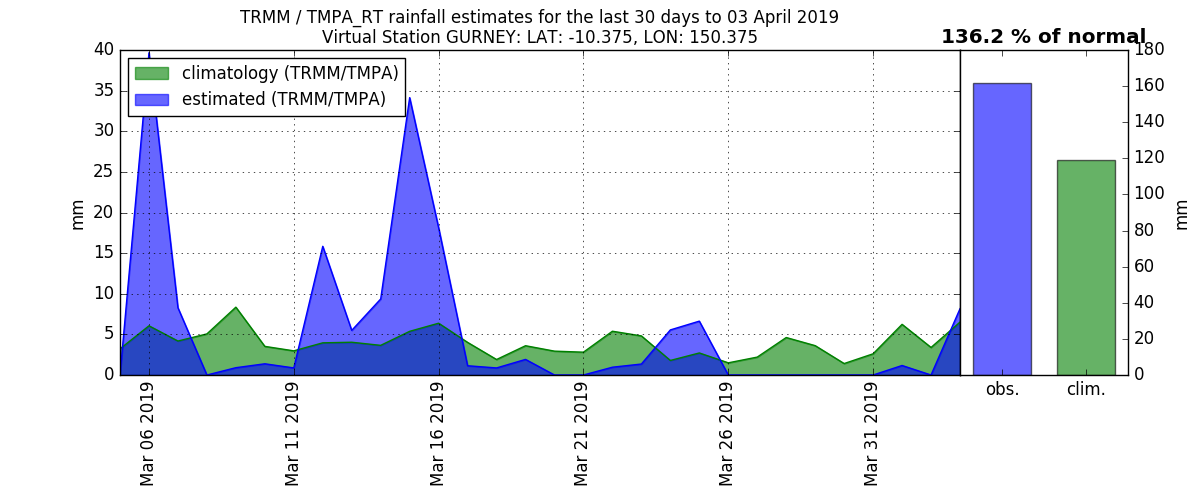 TRMM / TMPA_RT rainfall estimates for the last 30 days to 03 April 2019
Virtual Station GURNEY: LAT: -10.375, LON: 150.375
136.2 % of normal
climatology (TRMM/TMPA)
estimated (TRMM/TMPA)
mm
40
35
30
25
20
15
10
5
0
Mar 06 2019
Mar 11 2019
Mar 16 2019
Mar 21 2019
Mar 26 2019
Mar 31 2019
obs.
clim.
180
160
140
120
100
80
60
40
20
0
mm